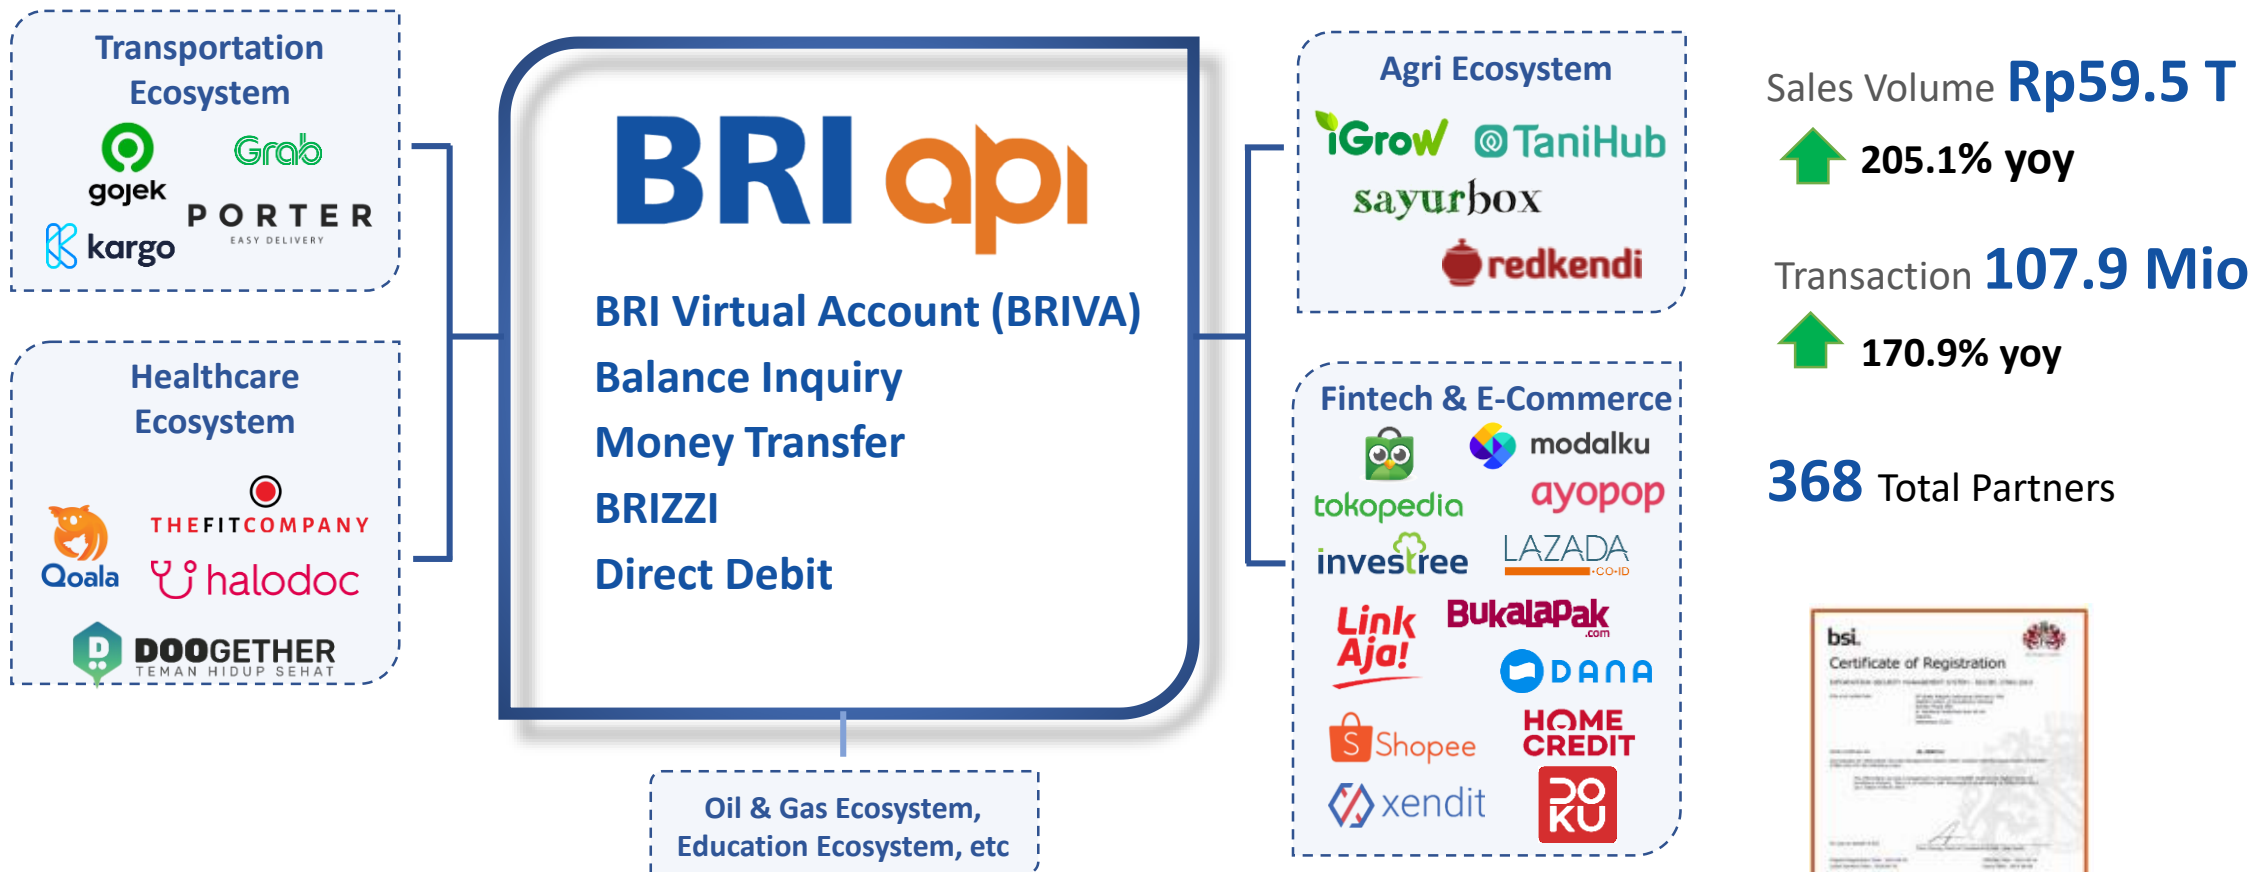 Transportation
Ecosystem
gojek
Grab
PORTER
EASY DELIVERY
kargo
Healthcare
Ecosystem
Qoala
THEFITCOMPANY
halodoc
DOOGETHER
TEMAN HIDUP SEHAT
BRI api
BRI Virtual Account (BRIVA)
Balance Inquiry
Money Transfer
BRIZZI
Direct Debit
Oil & Gas Ecosystem,
Education Ecosystem, etc
Agri Ecosystem
iGrow
TaniHub
sayurbox
redkendi
Fintech & E-Commerce
tokopedia
modalku
ayopop
investree
LAZADA
.CO.ID
Link
Aja!
BukaLapak
.com
DANA
Shopee
HOME
CREDIT
xendit
DO
KU
Sales Volume Rp59.5 T
205.1% yoy
Transaction 107.9 Mio
170.9% yoy
368 Total Partners
bsi.
Certificate of Registration